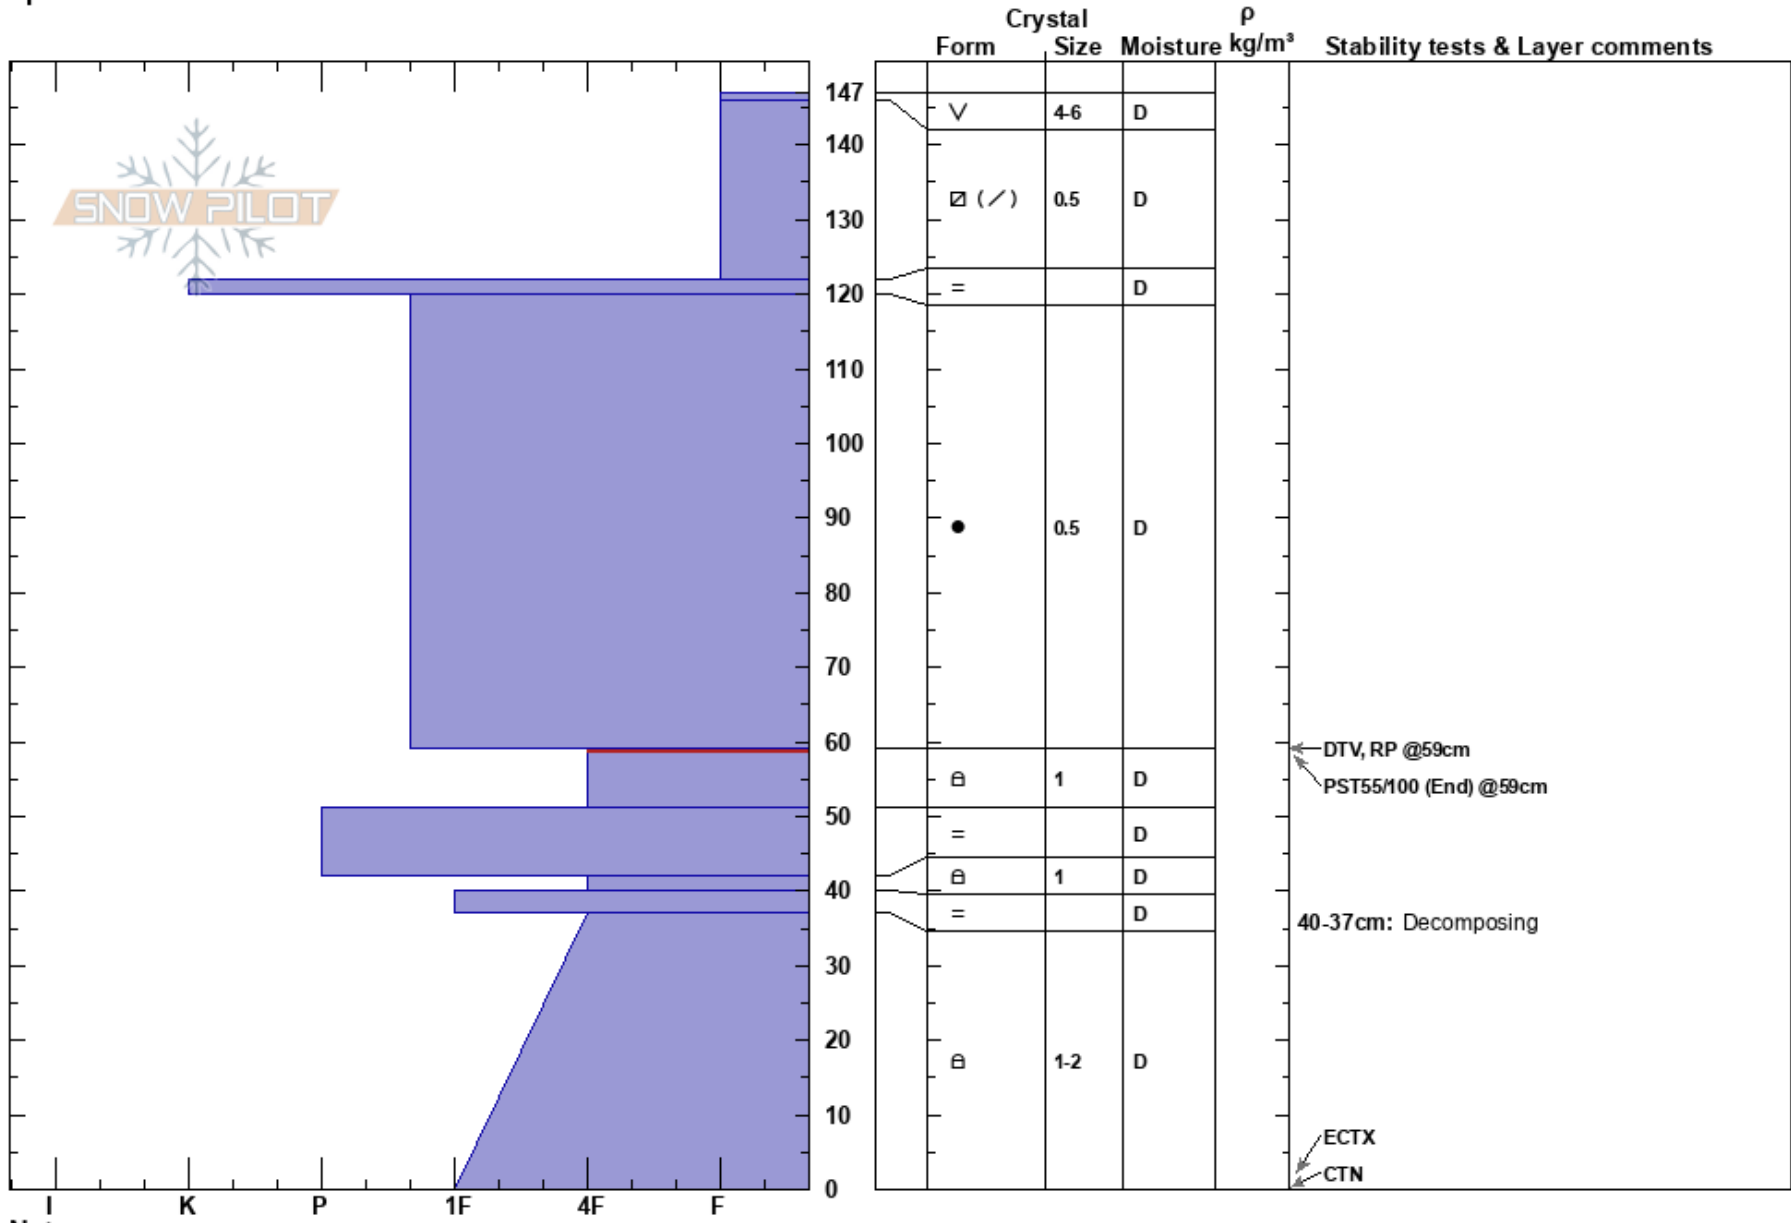 Crystal
ρ
Form Size Moisture kg/m³ Stability tests & Layer comments
147
V 4-6 D
140
SNOW PILOT
(/) 0.5 D
130
= D
120
110
100
90
● 0.5 D
80
70
60
DTV, RP @59cm
1 D
PST55/100 (End) @59cm
50
= D
1 D
40
= D
40-37cm: Decomposing
30
20
1-2 D
10
ECTX
CTN
0
I K P 1F 4F F